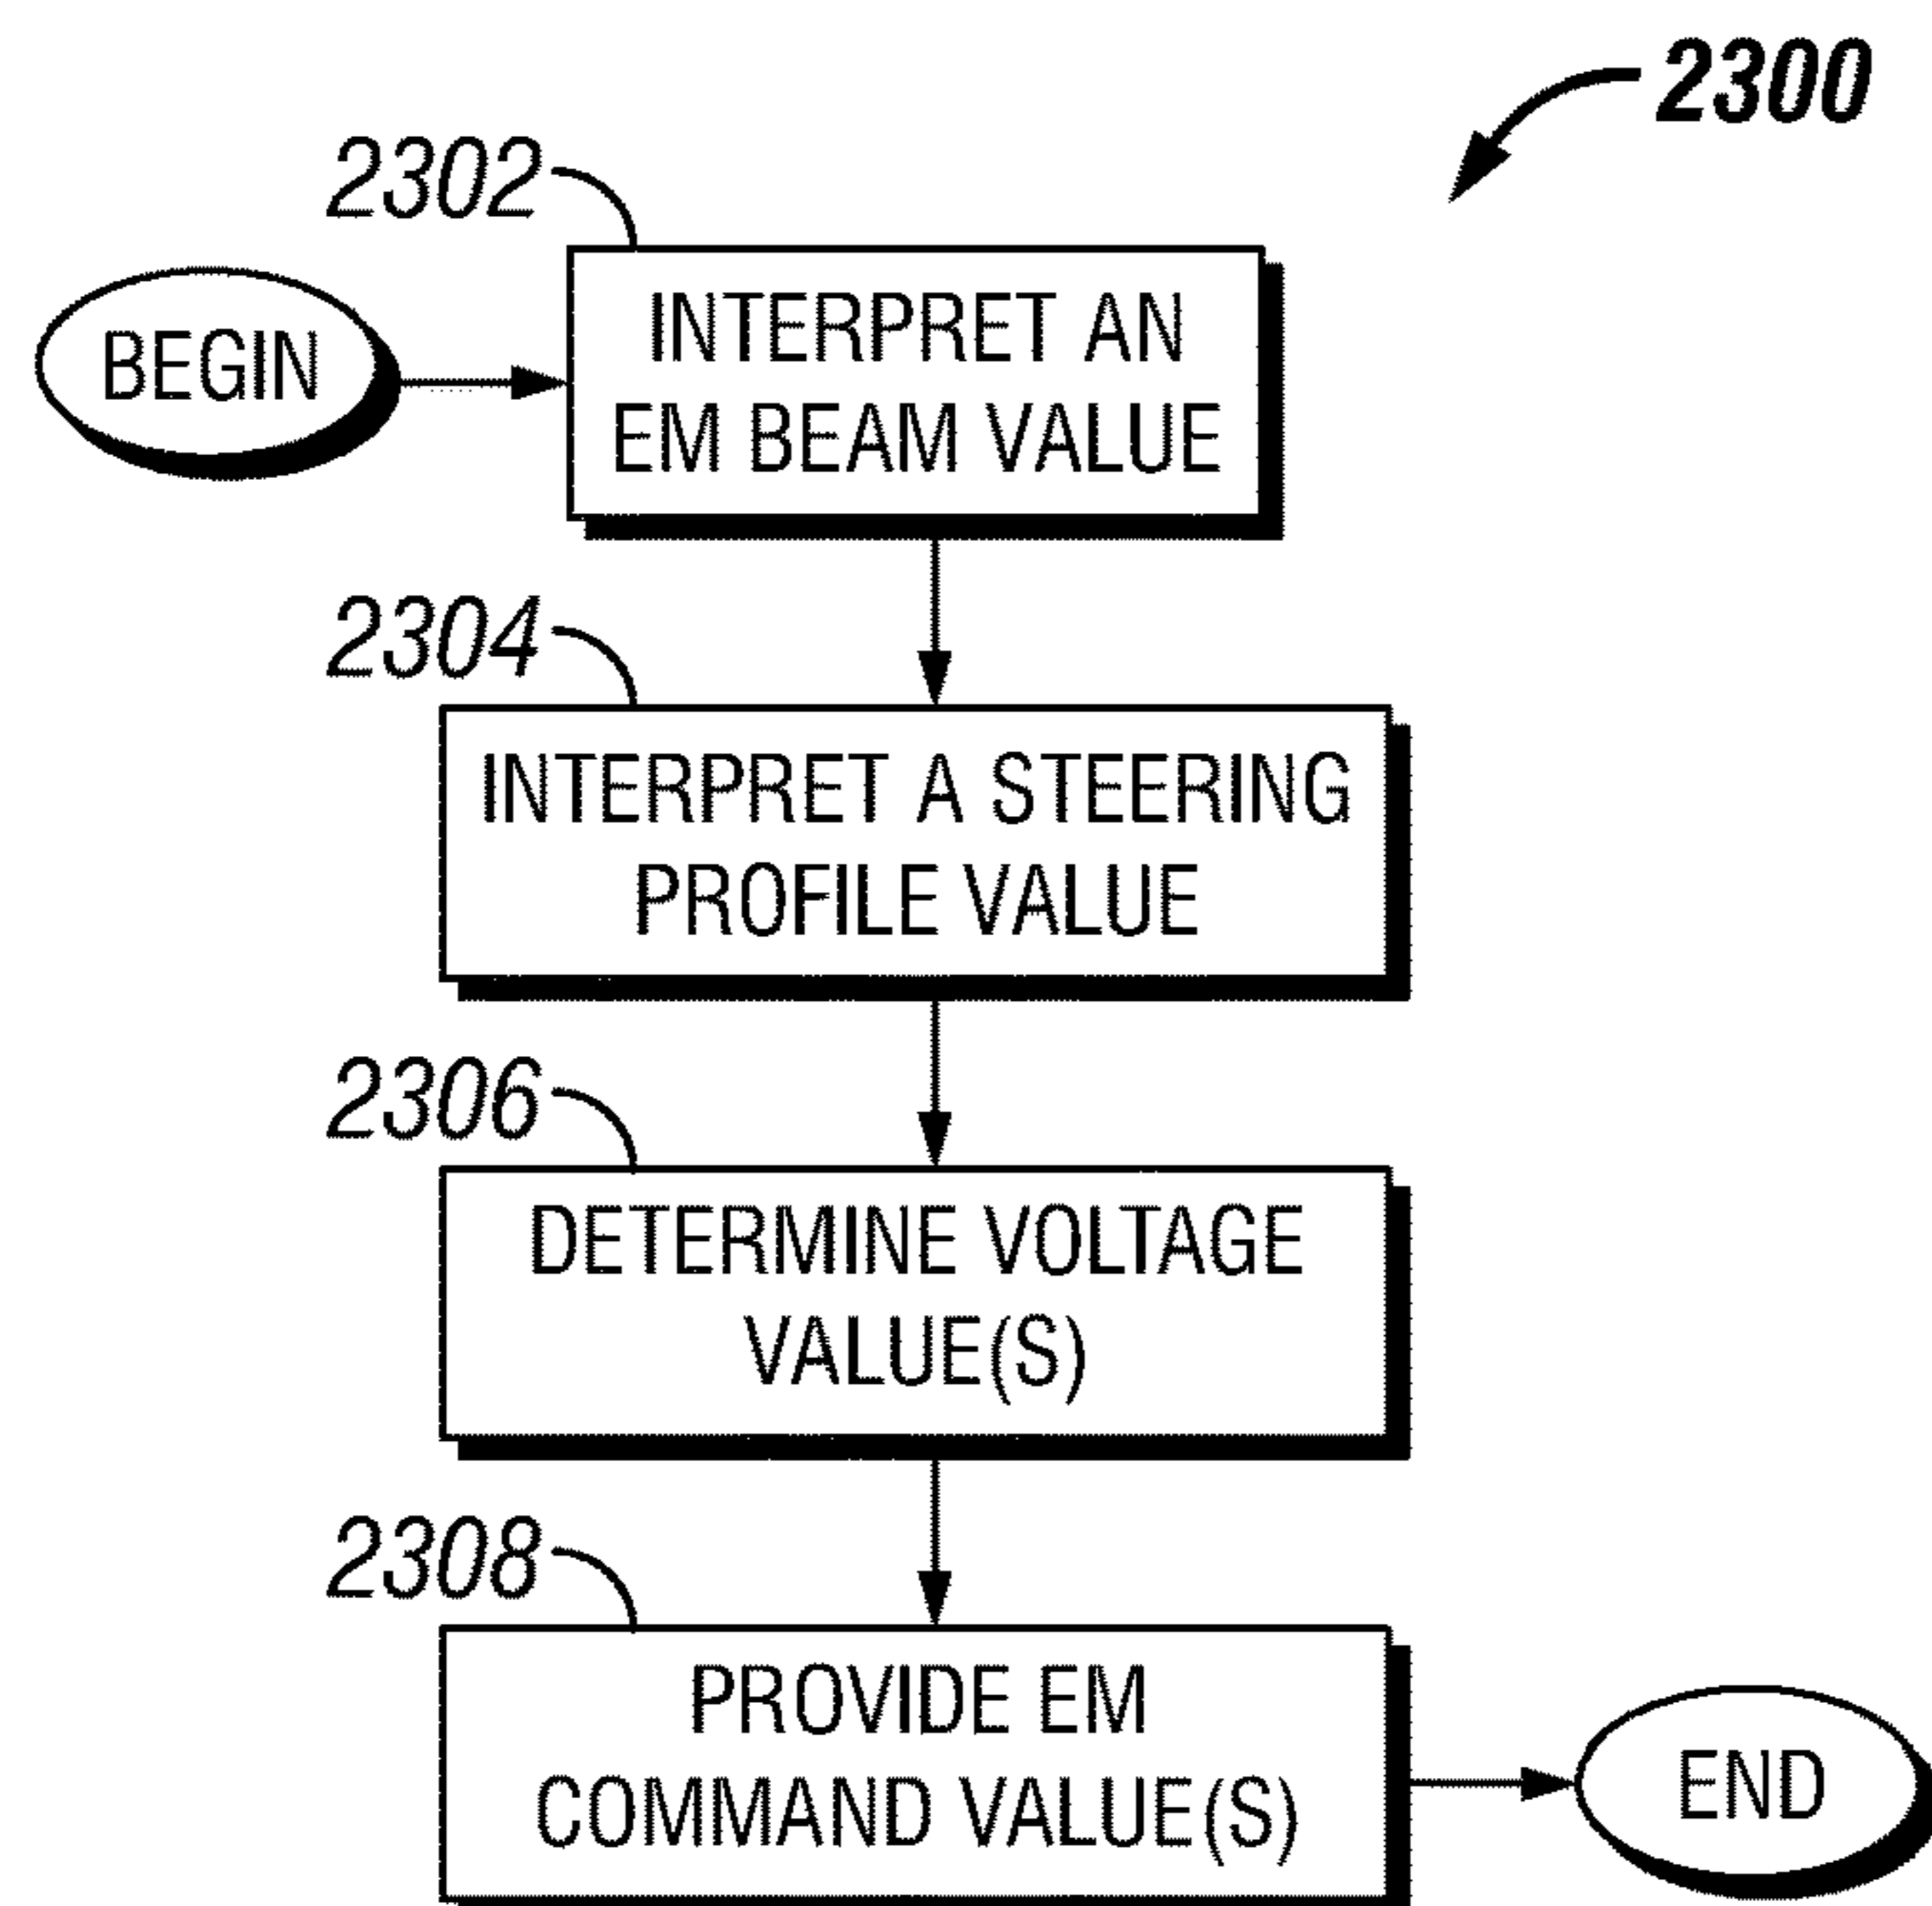 2300
2302
BEGIN
INTERPRET AN
EM BEAM VALUE
2304
INTERPRET A STEERING
PROFILE VALUE
2306
DETERMINE VOLTAGE
VALUE(S)
2308
PROVIDE EM
COMMAND VALUE(S)
END